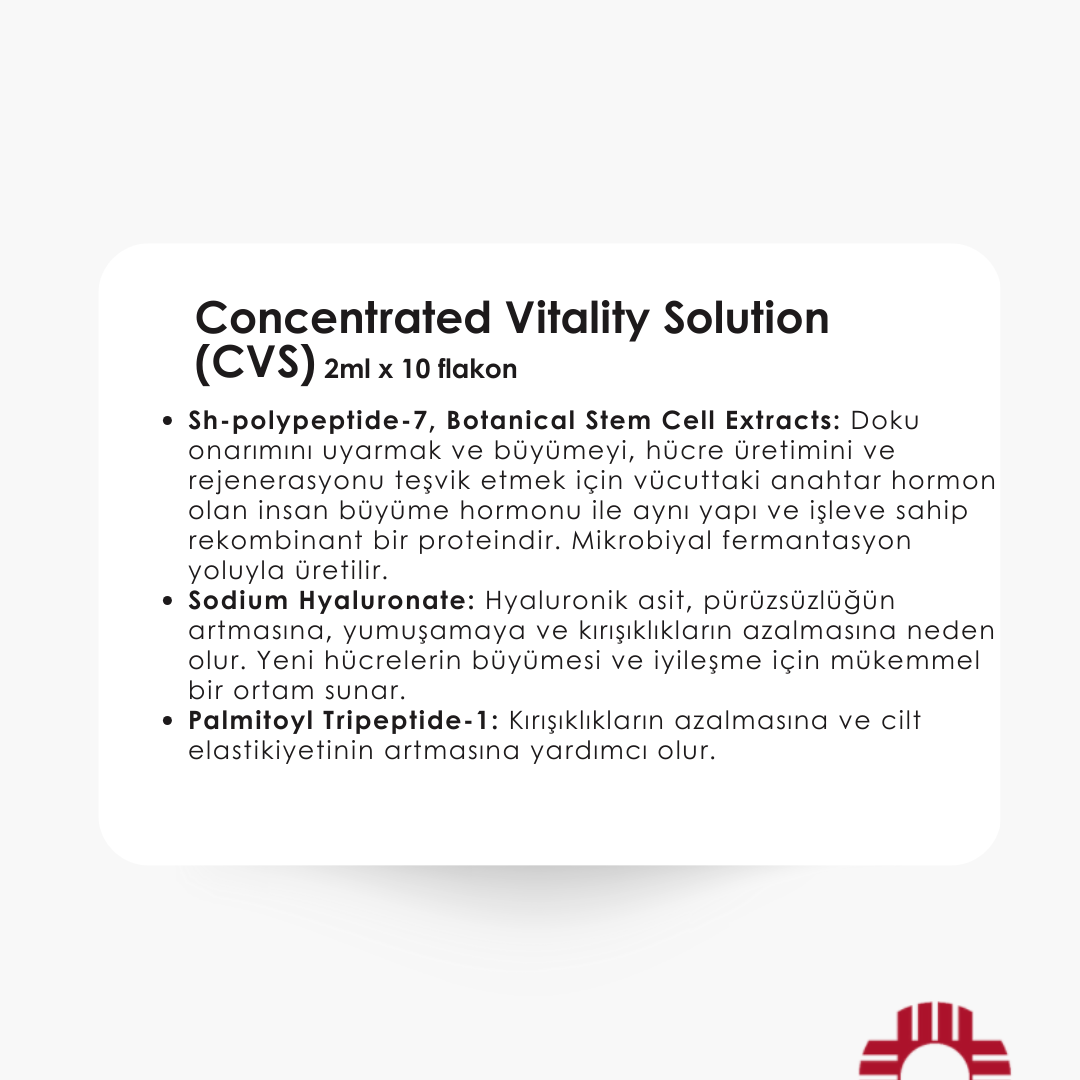 Concentrated Vitality Solution
(CVS) 2ml x 10 flakon
• Sh-polypeptide-7, Botanical Stem Cell Extracts: Doku
onarımını uyarmak ve büyümeyi, hücre üretimini ve
rejenerasyonu teşvik etmek için vücuttaki anahtar hormon
olan insan büyüme hormonu ile aynı yapı ve işleve sahip
rekombinant bir proteindir. Mikrobiyal fermantasyon
yoluyla üretilir.
• Sodium Hyaluronate: Hyaluronik asit, pürüzsüzlüğün
artmasına, yumuşamaya ve kırışıklıkların azalmasına neden
olur. Yeni hücrelerin büyümesi ve iyileşme için mükemmel
bir ortam sunar.
• Palmitoyl Tripeptide-1: Kırışıklıkların azalmasına ve cilt
elastikiyetinin artmasına yardımcı olur.